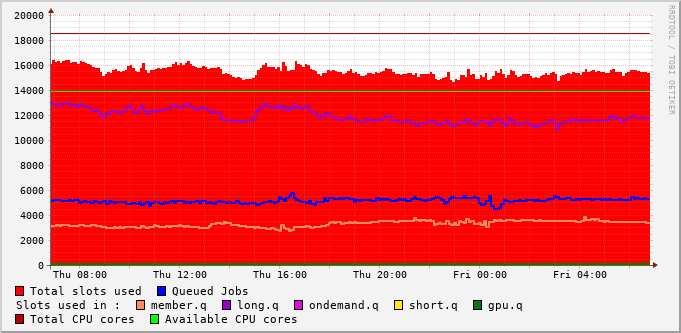 20000
18000
16000
14000
12000
10000
8000
6000
4000
2000
0
Thu 08:00 Thu 12:00 Thu 16:00 Thu 20:00 Fri 00:00 Fri 04:00
Total slots used Queued Jobs
Slots used in : member.q long.q ondemand.q short.q gpu.q
Total CPU cores Available CPU cores
RRDTOOL / TOBI OETIKER